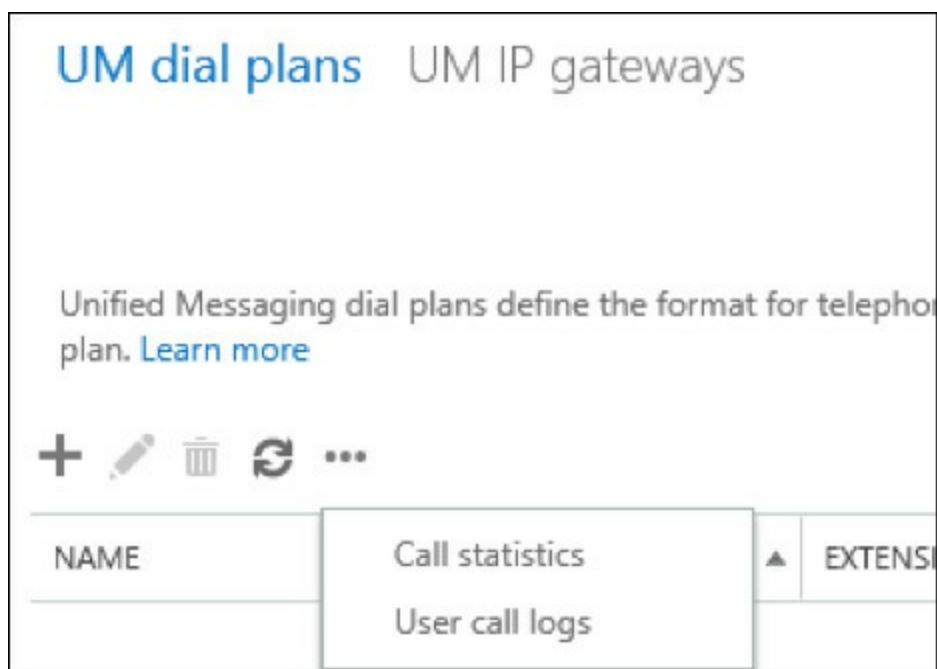 UM dial plans UM IP gateways
Unified Messaging dial plans define the format for
plan. Learn more
NAME EXTENSI
Call statistics
User call logs